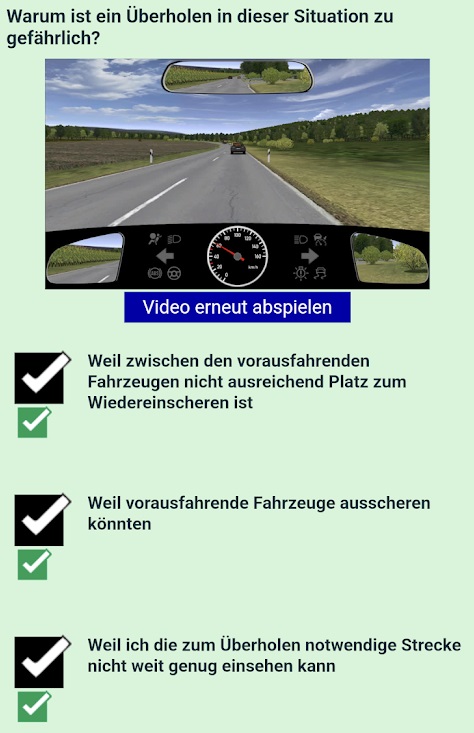 Warum ist ein Überholen in dieser Situation zu
gefährlich?
Video erneut abspielen
Weil zwischen den vorausfahrenden
Fahrzeugen nicht ausreichend Platz zum
Wiedereinscheren ist
Weil vorausfahrende Fahrzeuge ausscheren
könnten
Weil ich die zum Überholen notwendige Strecke
nicht weit genug einsehen kann